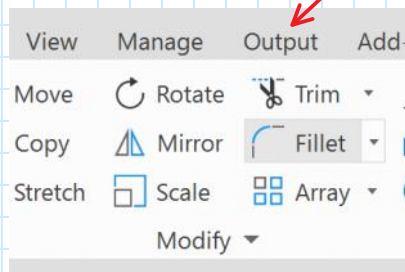 View Manage Output Add-
Move Rotate Trim
Copy Mirror Fillet
Stretch Scale Array
Modify